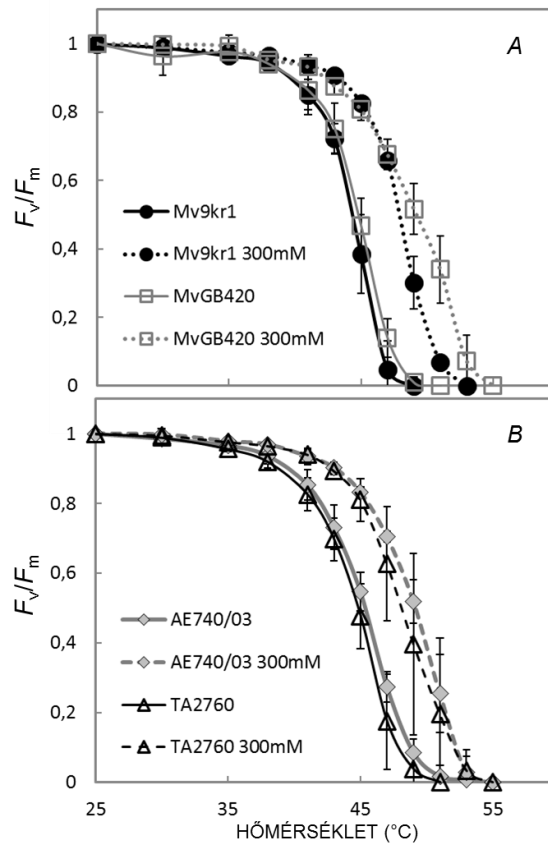 A
1
0,8
0,6
0,4
0,2
0
Fv/Fm
Mv9kr1
Mv9kr1 300mM
MvGB420
MvGB420 300mM
B
1
0,8
0,6
0,4
0,2
0
Fv/Fm
AE740/03
AE740/03 300mM
TA2760
TA2760 300mM
25 35 45 55
HŐMÉRSÉKLET (°C)